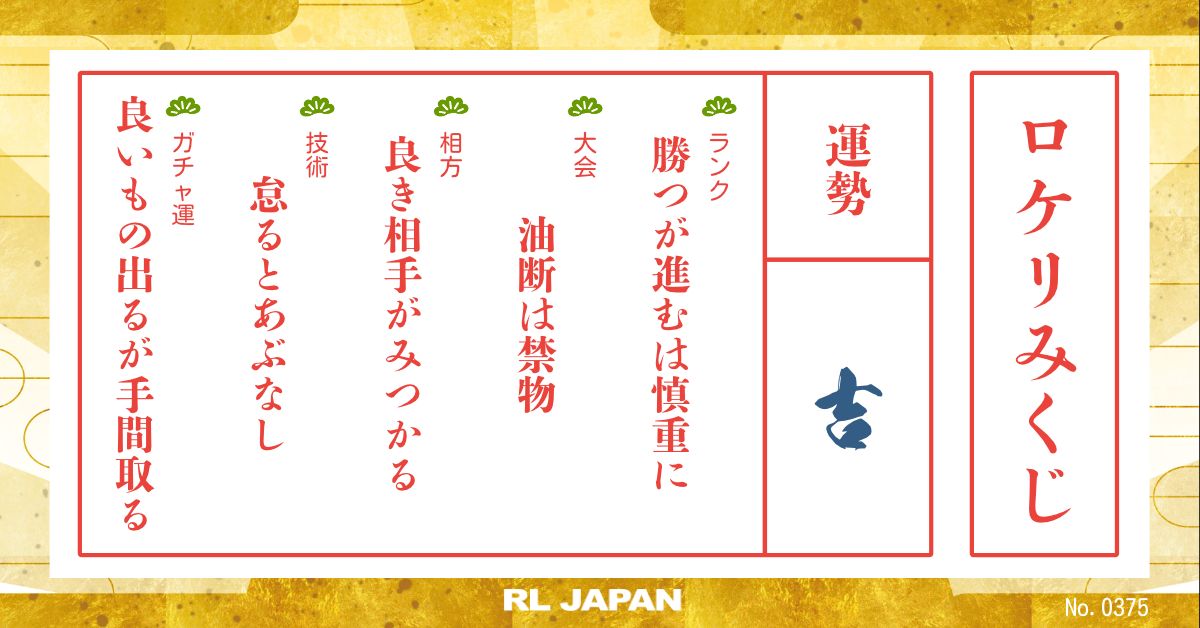 ロケリみくじ
運勢
吉
ランク
勝つが進むは慎重に
大会
油断は禁物
相方
良き相手がみつかる
技術
怠るとあぶなし
ガチャ運
良いもの出るが手間取る
RL JAPAN
No. 0375